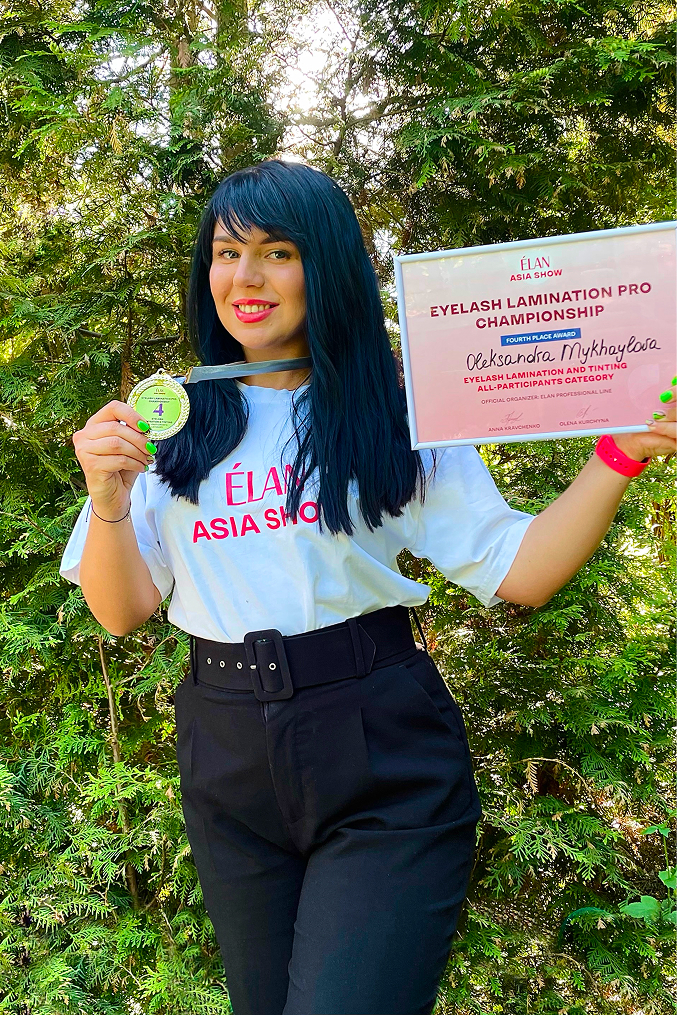 ÉLAN
ASIA SHOW
EYELASH LAMINATION PRO
CHAMPIONSHIP
FOURTH PLACE AWARD
Oleksandra Mykhaylova
EYELASH LAMINATION AND TINTING
ALL-PARTICIPANTS CATEGORY
OFFICIAL ORGANIZER: ELAN PROFESSIONAL LINE
ANNA KRAVCHENKO
OLENA KURCHYNA
4
ÉLAN
ASIA SHO